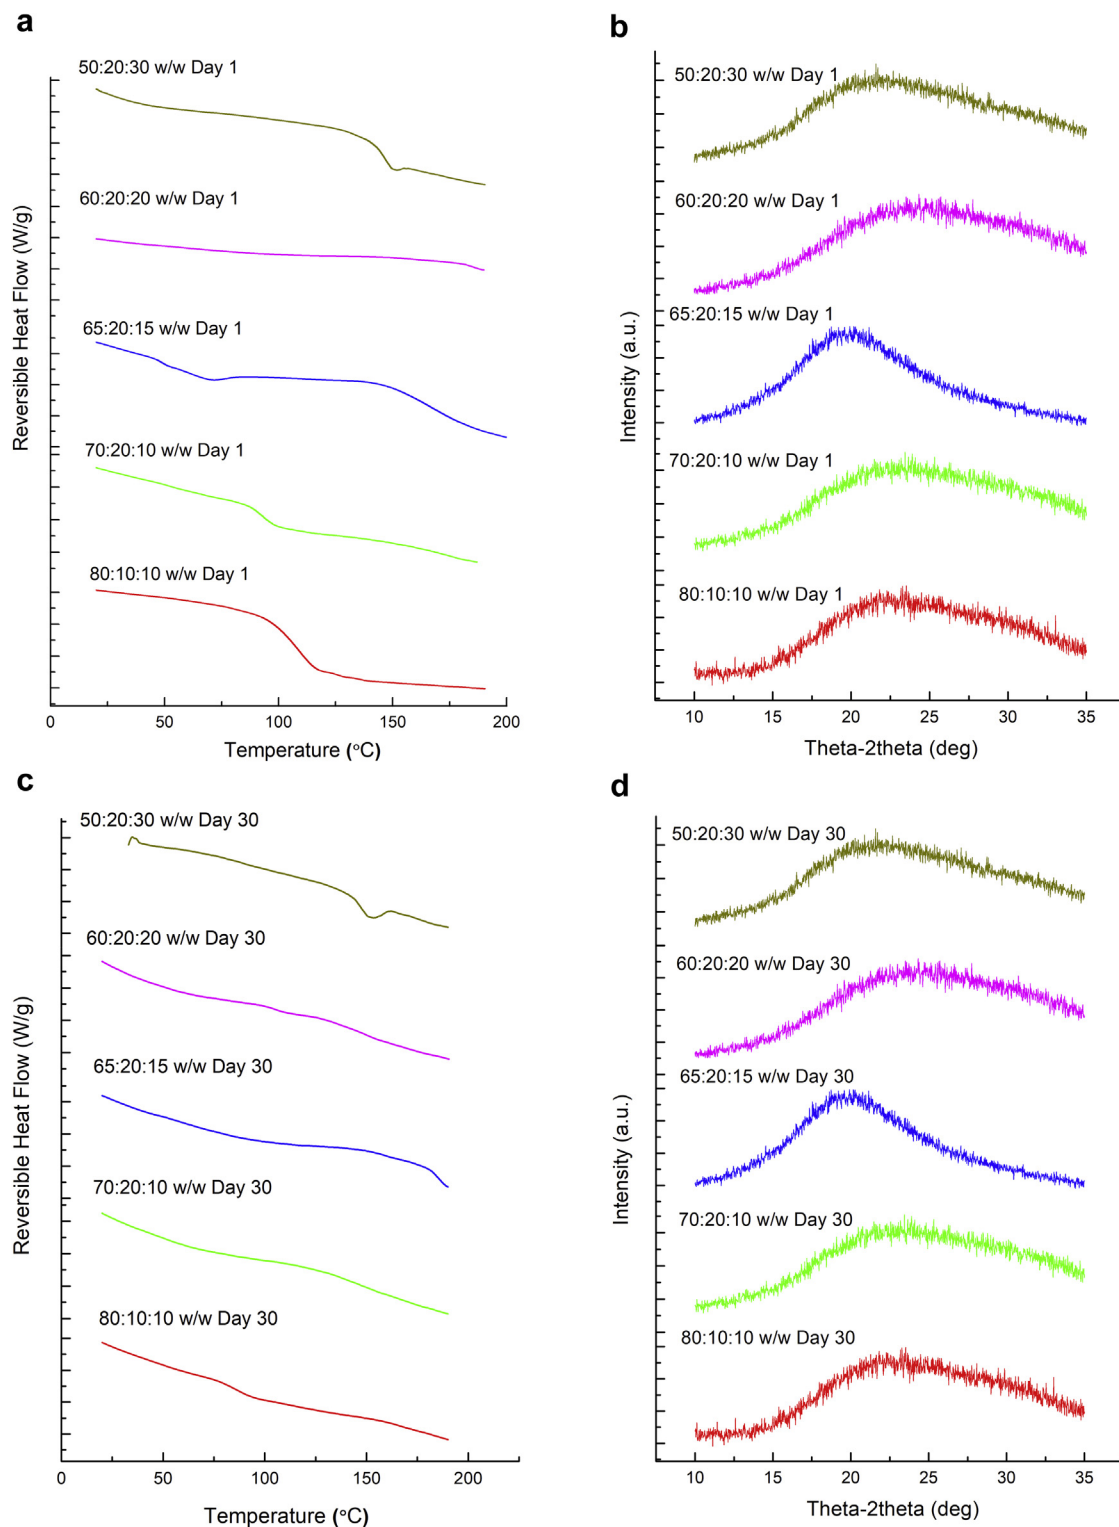 a
50:20:30 w/w Day 1
60:20:20 w/w Day 1
65:20:15 w/w Day 1
70:20:10 w/w Day 1
80:10:10 w/w Day 1
Reversible Heat Flow (W/g)
0 50 100 150 200
Temperature (°C)
b
50:20:30 w/w Day 1
60:20:20 w/w Day 1
65:20:15 w/w Day 1
70:20:10 w/w Day 1
80:10:10 w/w Day 1
Intensity (a.u.)
10 15 20 25 30 35
Theta-2theta (deg)
c
50:20:30 w/w Day 30
60:20:20 w/w Day 30
65:20:15 w/w Day 30
70:20:10 w/w Day 30
80:10:10 w/w Day 30
Reversible Heat Flow (W/g)
0 50 100 150 200
Temperature (°C)
d
50:20:30 w/w Day 30
60:20:20 w/w Day 30
65:20:15 w/w Day 30
70:20:10 w/w Day 30
80:10:10 w/w Day 30
Intensity (a.u.)
10 15 20 25 30 35
Theta-2theta (deg)